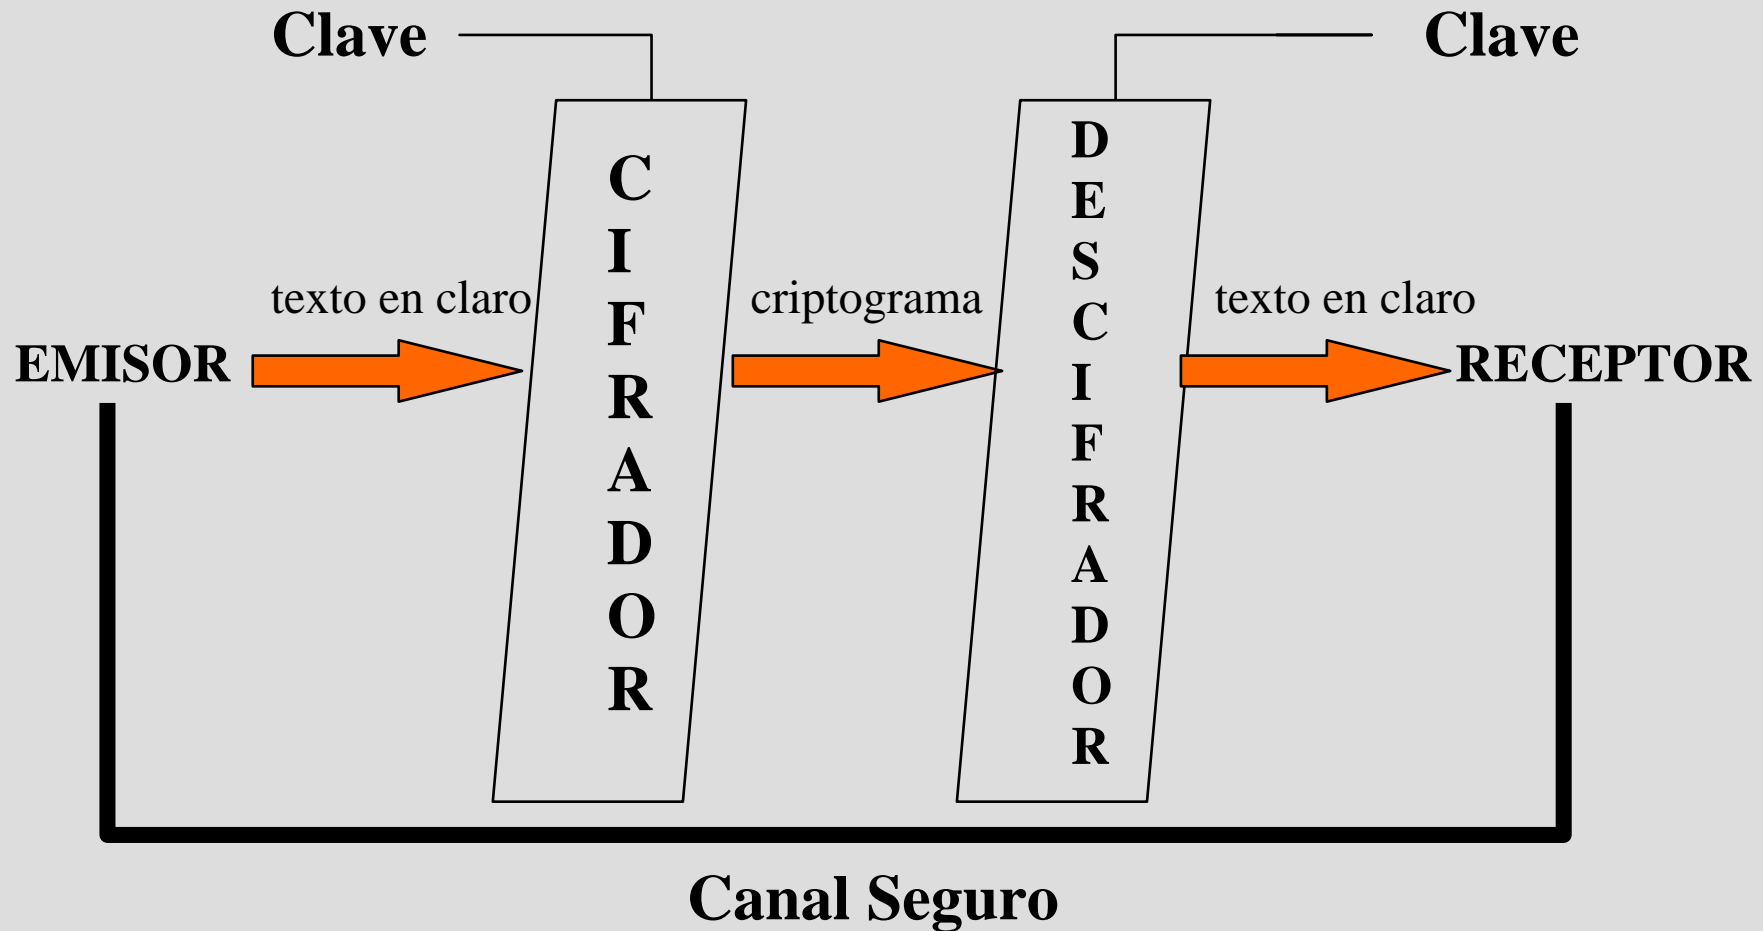 Clave
Clave
CIFRADOR
DESCIFRADOR
texto en claro
criptograma
texto en claro
EMISOR
RECEPTOR
Canal Seguro